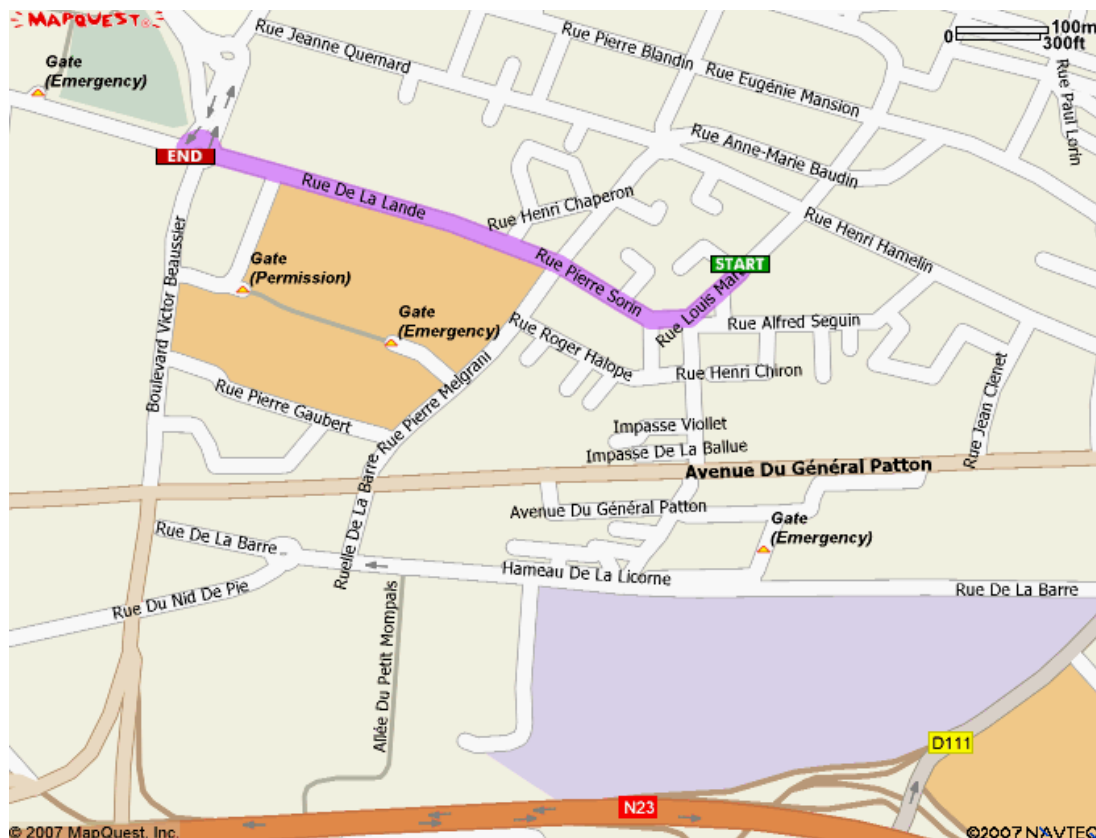 MAPQUEST
100m
0
300ft
Rue Jeanne Quemard
Rue Pierre Blandin
Rue Eugénie Mansion
Rue Paul Lorin
Gate
(Emergency)
Rue Anne-Marie Baudin
END
Rue De La Lande
Rue Henri Chaperon
Rue Henri Hamelin
Boulevard Victor Beaussier
Gate
(Permission)
Rue Pierre Sorin
START
Rue Louis
Gate
(Emergency)
Rue Alfred Seguin
Rue Roger Halope
Rue Henri Chiron
Rue Pierre Melgrani
Rue Jean Clenet
Rue Pierre Gaubert
Impasse Viollet
Impasse De La Ballue
Avenue Du Général Patton
Avenue Du Général Patton
Gate
(Emergency)
Rue De La Barre
Ruelle De La Barre
Hameau De La Licorne
Rue De La Barre
Rue Du Nid De Pie
Allée Du Petit Mompals
D111
N23
© 2007 MapQuest, Inc.
©2007 NAVTEQ